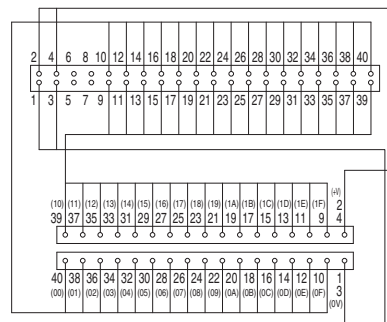 2 4 6 8 10 12 14 16 18 20 22 24 26 28 30 32 34 36 38 40
1 3 5 7 9 11 13 15 17 19 21 23 25 27 29 31 33 35 37 39
(10) (11) (12) (13) (14) (15) (16) (17) (18) (19) (1A) (1B) (1C) (1D) (1E) (1F) (+V)
39 37 35 33 31 29 27 25 23 21 19 17 15 13 11 9 2
4
40 38 36 34 32 30 28 26 24 22 20 18 16 14 12 10 1
(00) (01) (02) (03) (04) (05) (06) (07) (08) (09) (0A) (0B) (0C) (0D) (0E) (0F) 3
(0V)